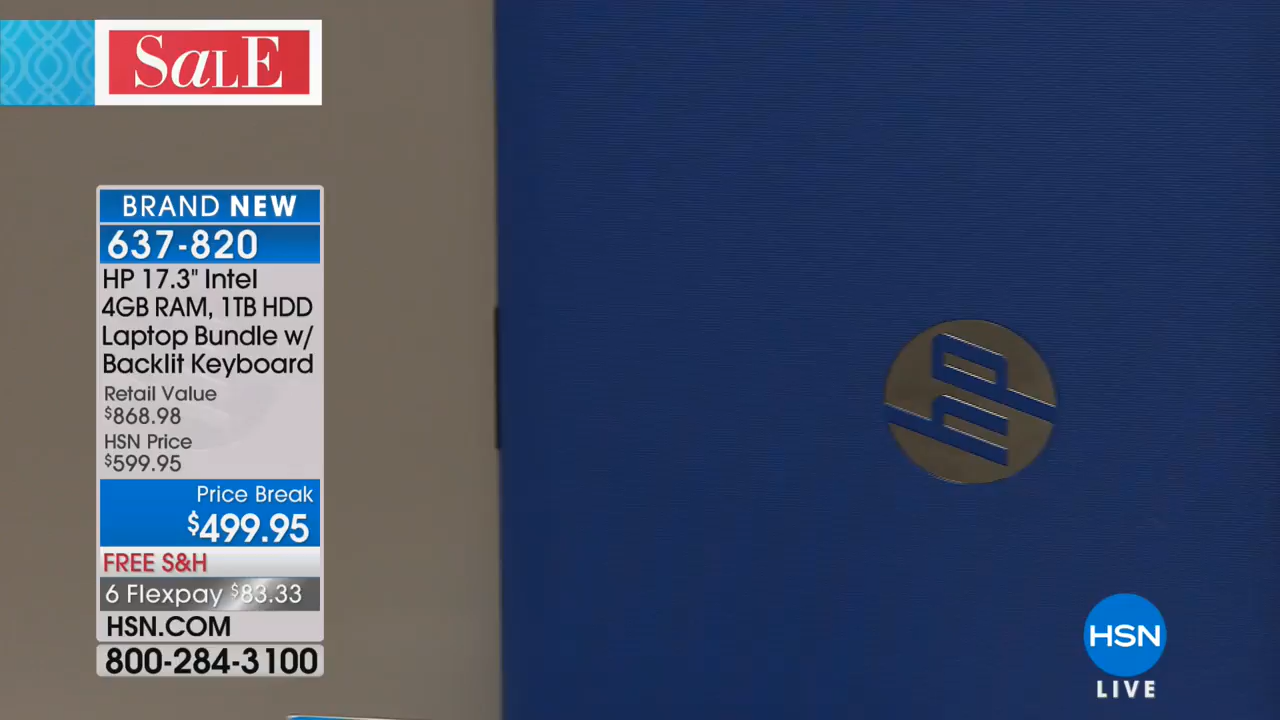 SALE
BRAND NEW
637-820
HP 17.3" Intel
4GB RAM, 1TB HDD
Laptop Bundle w/
Backlit Keyboard
Retail Value
$868.98
HSN Price
$599.95
Price Break
$499.95
FREE S&H
6 Flexpay $83.33
HSN.COM
800-284-3100
hp
HSN
LIVE